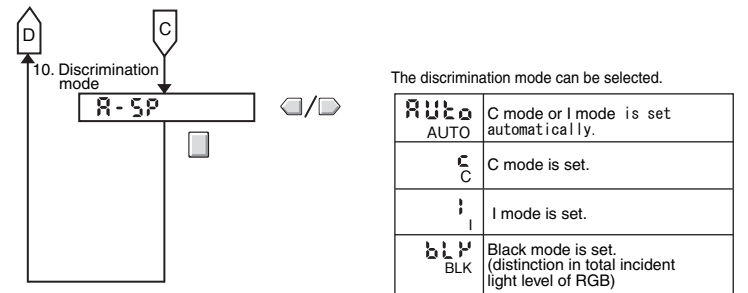 D
C
10. Discrimination
mode
A-SP
/
The discrimination mode can be selected.
AUto
AUTO
C mode or I mode is set
automatically.
c
C
C mode is set.
I
I
I mode is set.
bLK
BLK
Black mode is set.
(distinction in total incident
light level of RGB)